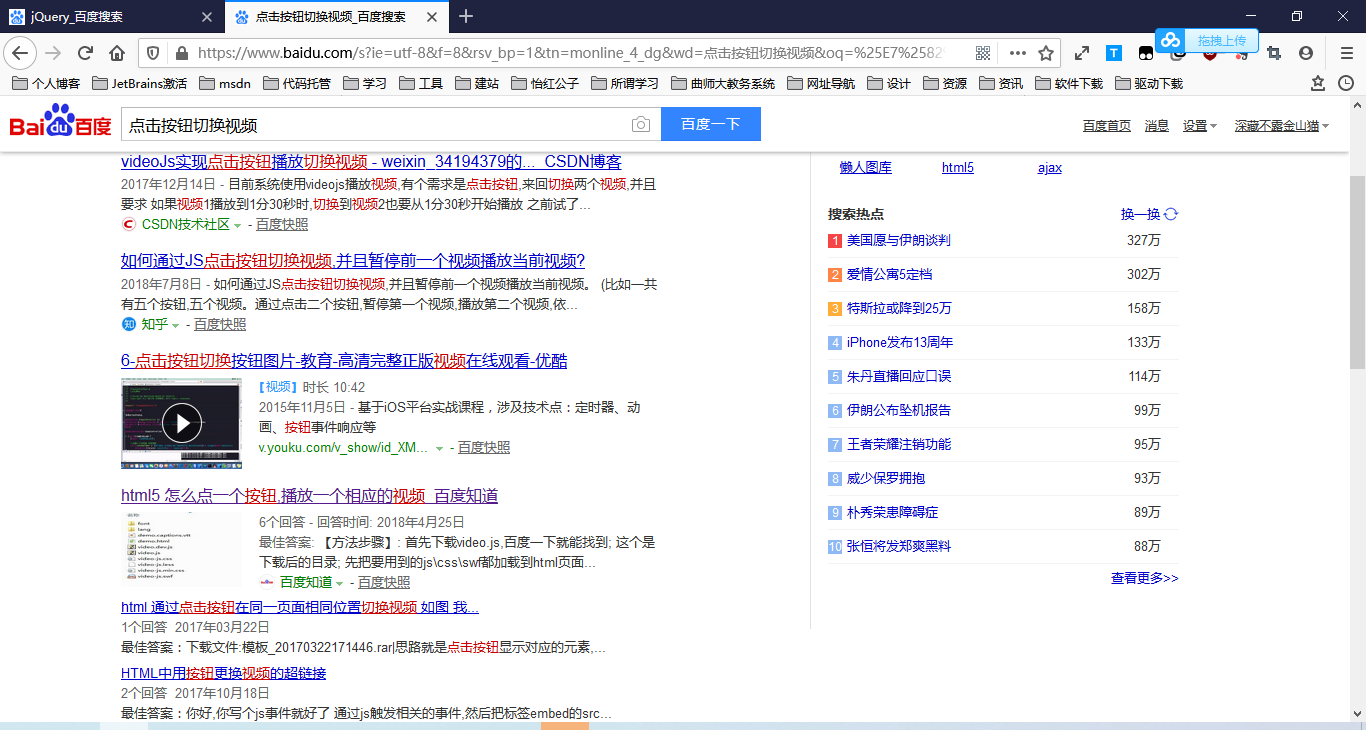 jQuery_百度搜索
点击按钮切换视频_百度搜索
https://www.baidu.com/s?ie=utf-8&f=8&rsv_bp=1&tn=monline_4_dg&wd=点击按钮切换视频&oq=%25E7%2582%
拖拽上传
个人博客 JetBrains激活 msdn 代码托管 学习 工具 建站 怡红公子 所谓学习 曲师大教务系统 网址导航 设计 资源 资讯 软件下载 驱动下载
Bai du 百度
点击按钮切换视频
百度一下
百度首页 消息 设置 深藏不露金山猫
videoJs实现点击按钮播放切换视频 - weixin_34194379的... _CSDN博客
2017年12月14日 - 目前系统使用videojs播放视频,有个需求是点击按钮,来回切换两个视频,并且
要求 如果视频1播放到1分30秒时,切换到视频2也要从1分30秒开始播放 之前试了...
CSDN技术社区 - 百度快照
如何通过JS点击按钮切换视频,并且暂停前一个视频播放当前视频?
2018年7月8日 - 如何通过JS点击按钮切换视频,并且暂停前一个视频播放当前视频。 (比如一共
有五个按钮,五个视频。通过点击二个按钮,暂停第一个视频,播放第二个视频,依...
知 知乎 - 百度快照
6-点击按钮切换按钮图片-教育-高清完整正版视频在线观看-优酷
【视频】时长 10:42
2015年11月5日 - 基于iOS平台实战课程，涉及技术点：定时器、动
画、按钮事件响应等
v.youku.com/v_show/id_XM... - 百度快照
html5 怎么点一个按钮,播放一个相应的视频_百度知道
font
lang
demo.captions.vtt
demo.html
video.dev.js
video.js
video-js.css
video-js.less
video-js.min.css
video-js.swf
6个回答 - 回答时间: 2018年4月25日
最佳答案: 【方法步骤】: 首先下载video.js,百度一下就能找到; 这个是
下载后的目录; 先把要用到的js\css\swf都加载到html页面...
百度知道 - 百度快照
html 通过点击按钮在同一页面相同位置切换视频 如图 我...
1个回答 2017年03月22日
最佳答案：下载文件:模板_20170322171446.rar|思路就是点击按钮显示对应的元素,...
HTML中用按钮更换视频的超链接
2个回答 2017年10月18日
最佳答案：你好,你写个js事件就好了 通过js触发相关的事件,然后把标签embed的src...
懒人图库 html5 ajax
搜索热点 换一换
1 美国愿与伊朗谈判 327万
2 爱情公寓5定档 302万
3 特斯拉或降到25万 158万
4 iPhone发布13周年 133万
5 朱丹直播回应口误 114万
6 伊朗公布坠机报告 99万
7 王者荣耀注销功能 95万
8 威少保罗拥抱 93万
9 朴秀荣患障碍症 89万
10 张恒将发郑爽黑料 88万
查看更多>>